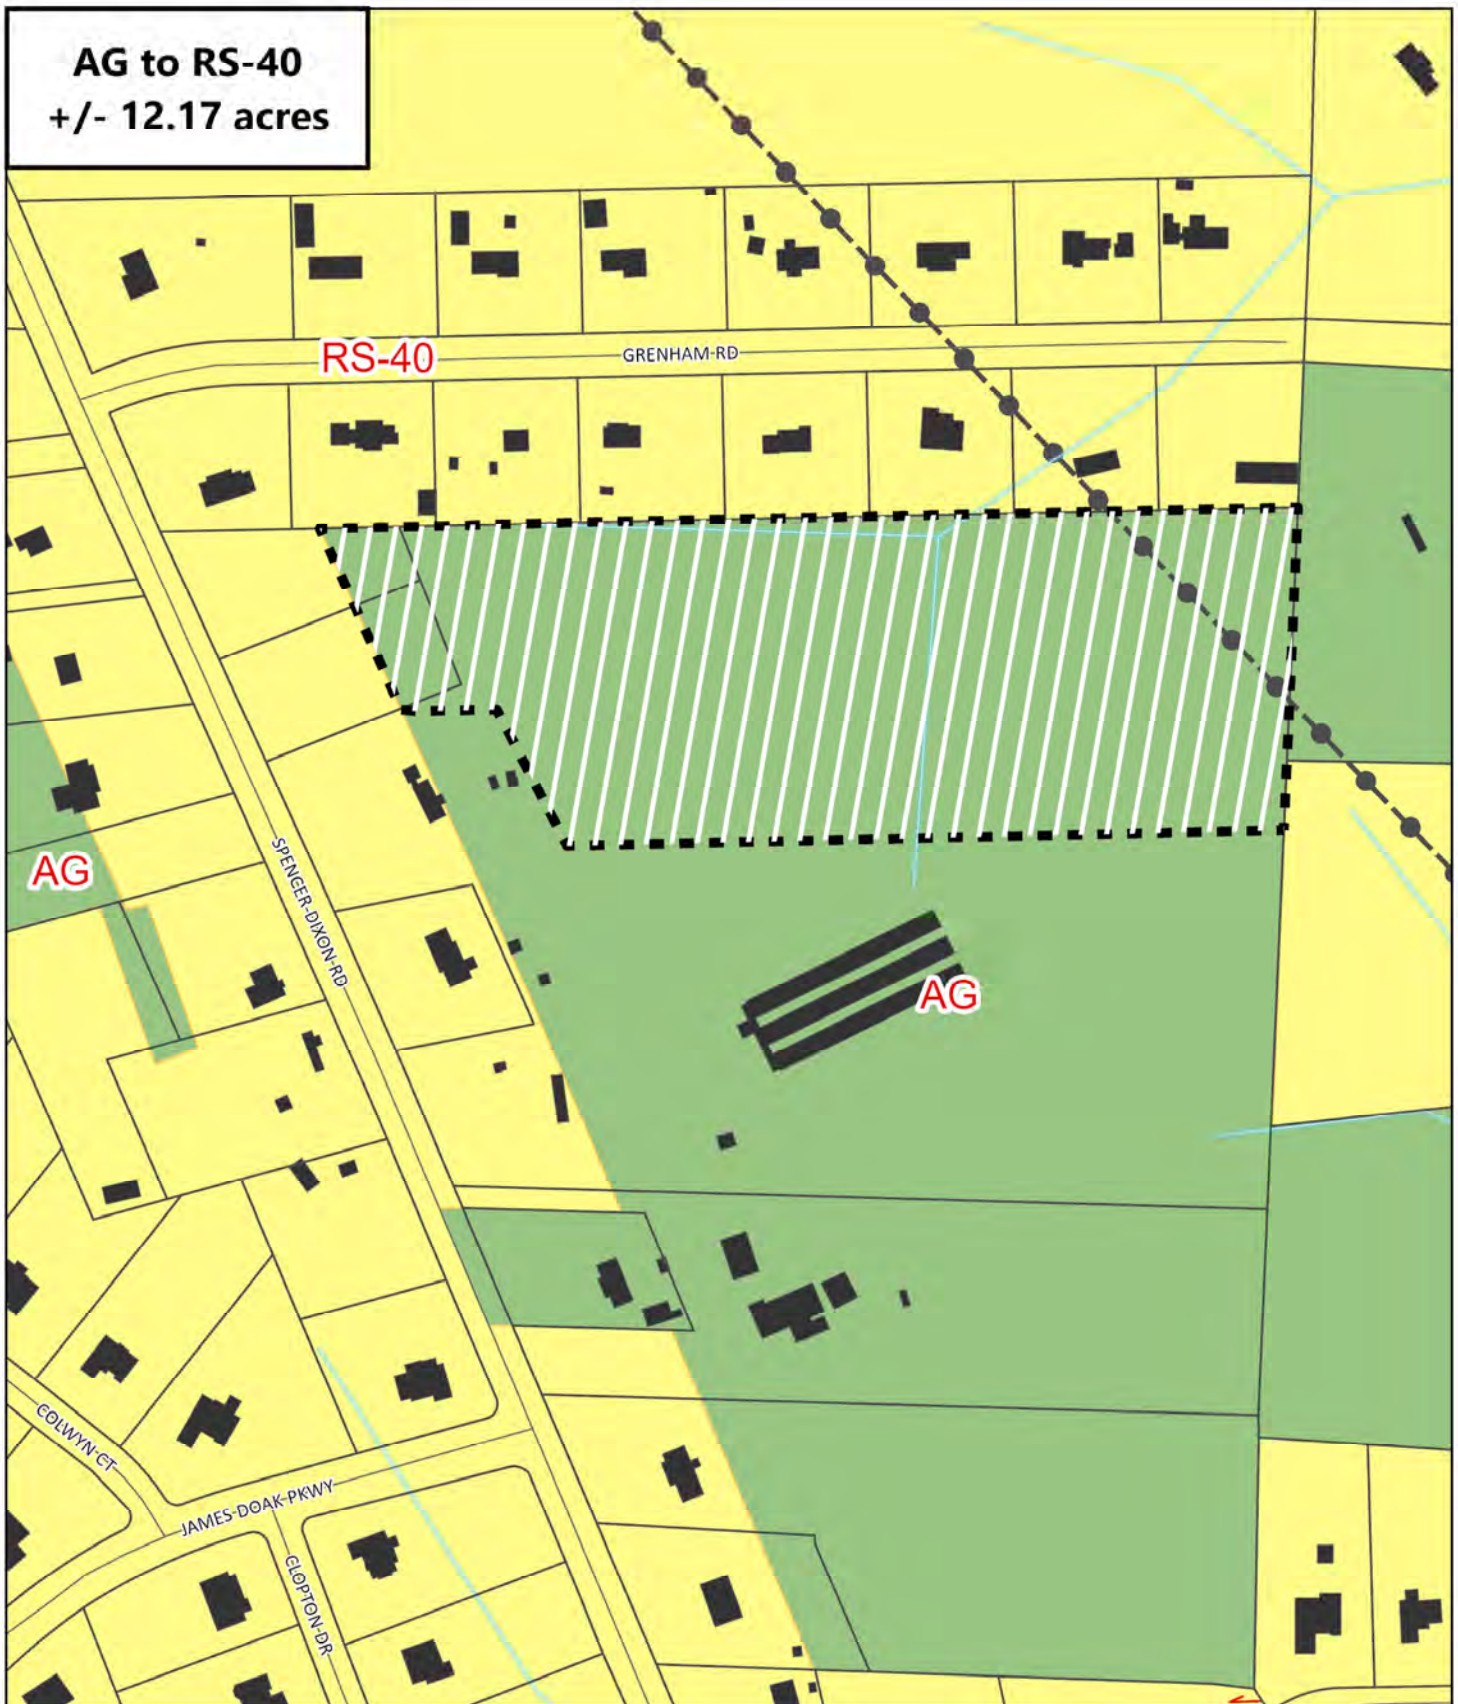 AG to RS-40
+/- 12.17 acres
RS-40
GRENHAM RD
AG
SPENCER-DIXON RD
AG
COLWYN CT
JAMES DOAK PKWY
CLOPTON DR